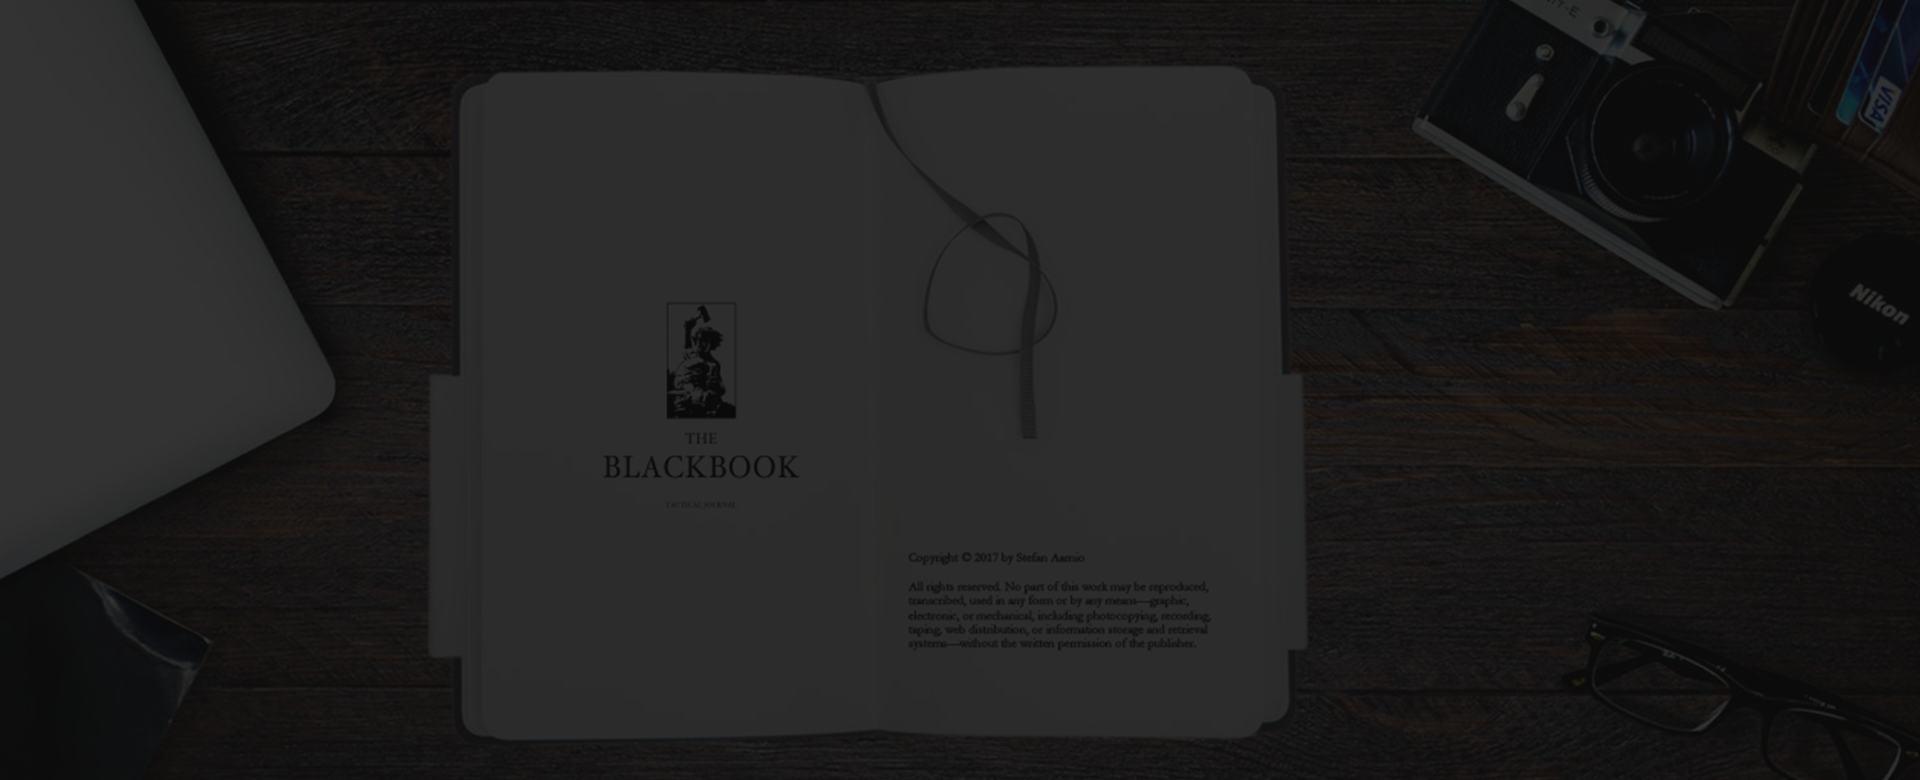 THE
BLACKBOOK
TACTICAL JOURNAL
Copyright © 2017 by Stefan Aarnio
All rights reserved. No part of this work may be reproduced,
transcribed, used in any form or by any means—graphic,
electronic, or mechanical, including photocopying, recording,
taping, web distribution, or information storage and retrieval
systems—without the written permission of the publisher.
VISA
Nikon